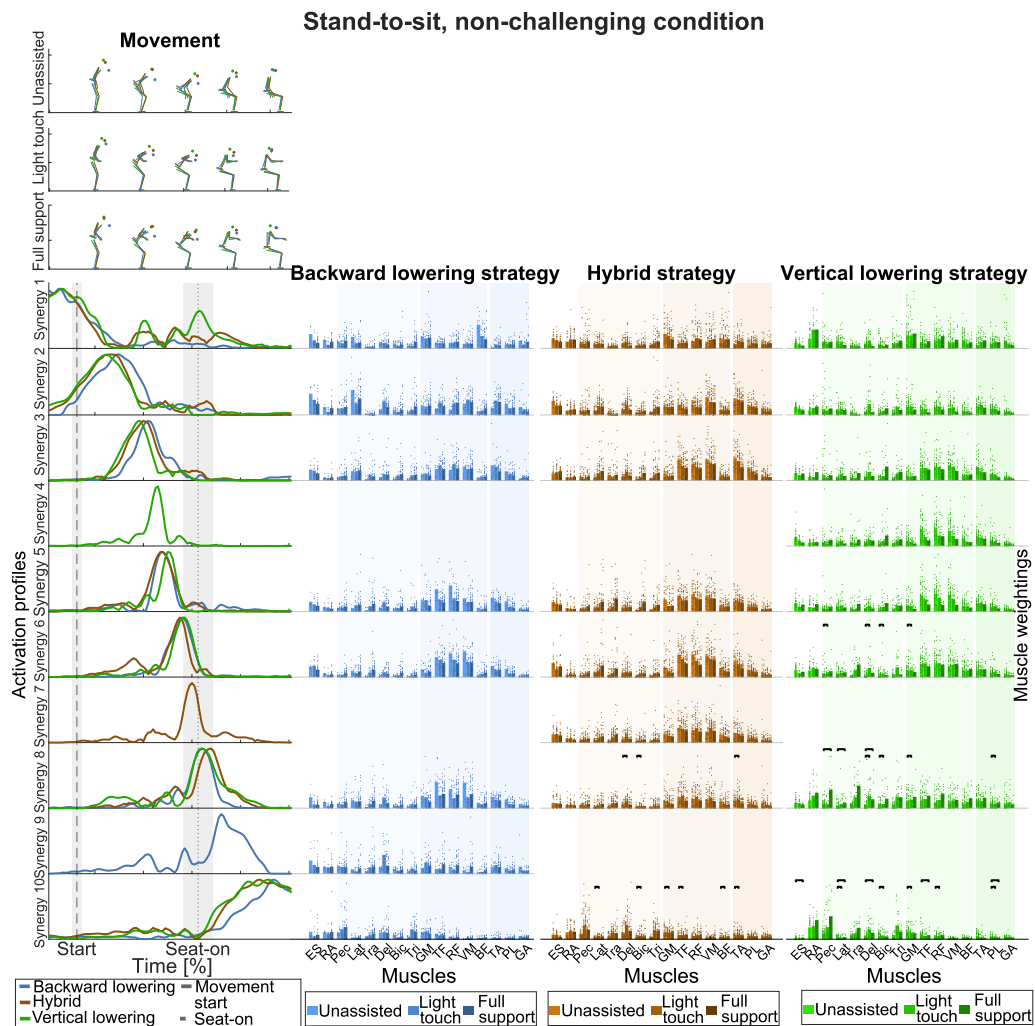 Stand-to-sit, non-challenging condition
Movement
Unassisted
Light touch
Full support
Backward lowering strategy
Hybrid strategy
Vertical lowering strategy
Activation profiles
Synergy 1
3 Synergy 2
Synergy 3
Synergy 4
Synergy 5
Synergy 6
Synergy 7
Synergy 8
Synergy 9
Synergy 10
Muscle weightings
Start
Seat-on
Time [%]
ES RA Pec Lat Tra Del Bic Tri GM TF RF VM BF TA PL GA
ES RA Pec Lat Tra Del Bic Tri GM TF RF VM BF TA PL GA
ES RA Pec Lat Tra Del Bic Tri GM TF RF VM BF TA PL GA
Muscles
Muscles
Muscles
Backward lowering
Hybrid
Vertical lowering
Movement
start
Seat-on
Unassisted
Light
touch
Full
support
Unassisted
Light
touch
Full
support
Unassisted
Light
touch
Full
support